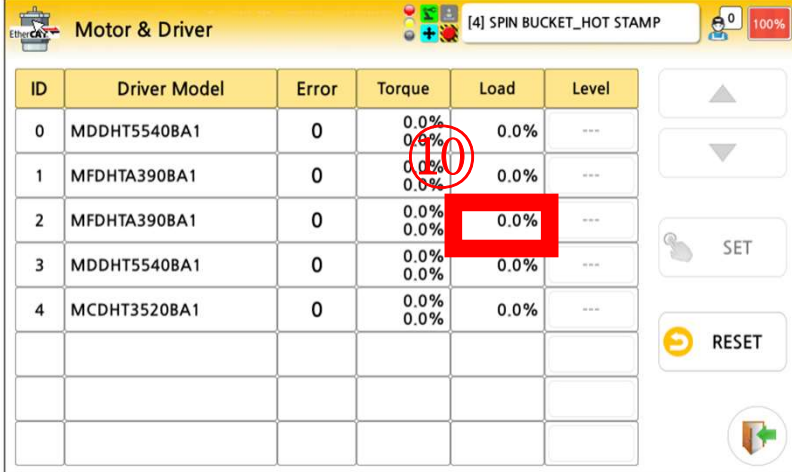 EtherCAT
Motor & Driver
[4] SPIN BUCKET_HOT STAMP
0
100%
ID Driver Model Error Torque Load Level
0 MDDHT5540BA1 0 0.0% 0.0% ---
0.0%
1 MFDHTA390BA1 0 0.0% 0.0% ---
0.0%
⑩
2 MFDHTA390BA1 0 0.0% 0.0% ---
0.0%
3 MDDHT5540BA1 0 0.0% 0.0% ---
0.0%
4 MCDHT3520BA1 0 0.0% 0.0% ---
0.0%
SET
RESET